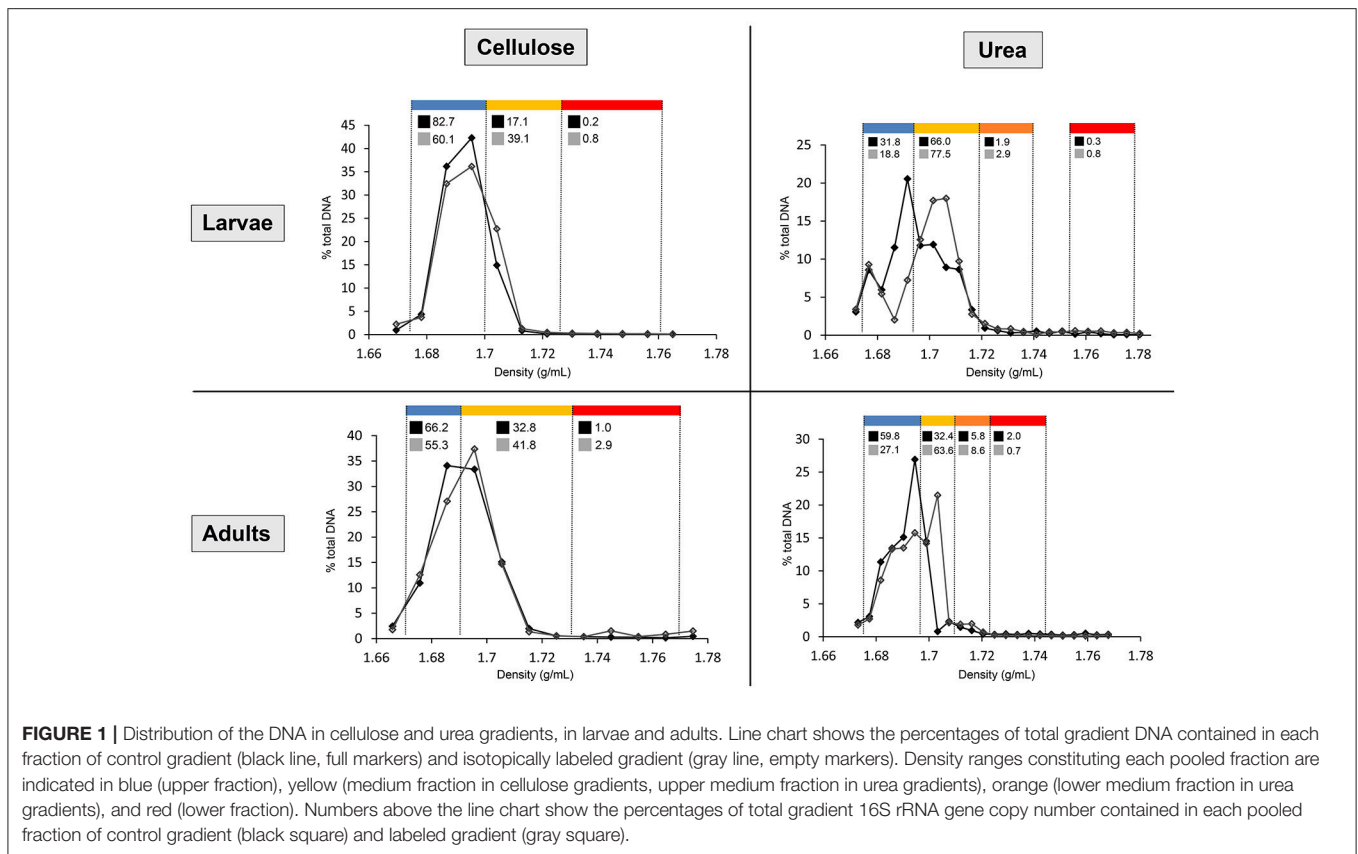 Cellulose
Urea
Larvae
Adults
82.7 17.1 0.2
60.1 39.1 0.8
45
40
35
30
25
20
15
10
5
0
% total DNA
1.66 1.68 1.7 1.72 1.74 1.76 1.78
Density (g/mL)
31.8 66.0 1.9 0.3
18.8 77.5 2.9 0.8
25
20
15
10
5
0
% total DNA
1.66 1.68 1.7 1.72 1.74 1.76 1.78
Density (g/mL)
66.2 32.8 1.0
55.3 41.8 2.9
40
35
30
25
20
15
10
5
0
% total DNA
1.66 1.68 1.7 1.72 1.74 1.76 1.78
Density (g/mL)
59.8 32.4 5.8 2.0
27.1 63.6 8.6 0.7
30
25
20
15
10
5
0
% total DNA
1.66 1.68 1.7 1.72 1.74 1.76 1.78
Density (g/mL)
FIGURE 1 | Distribution of the DNA in cellulose and urea gradients, in larvae and adults. Line chart shows the percentages of total gradient DNA contained in each
fraction of control gradient (black line, full markers) and isotopically labeled gradient (gray line, empty markers). Density ranges constituting each pooled fraction are
indicated in blue (upper fraction), yellow (medium fraction in cellulose gradients, upper medium fraction in urea gradients), orange (lower medium fraction in urea
gradients), and red (lower fraction). Numbers above the line chart show the percentages of total gradient 16S rRNA gene copy number contained in each pooled
fraction of control gradient (black square) and labeled gradient (gray square).